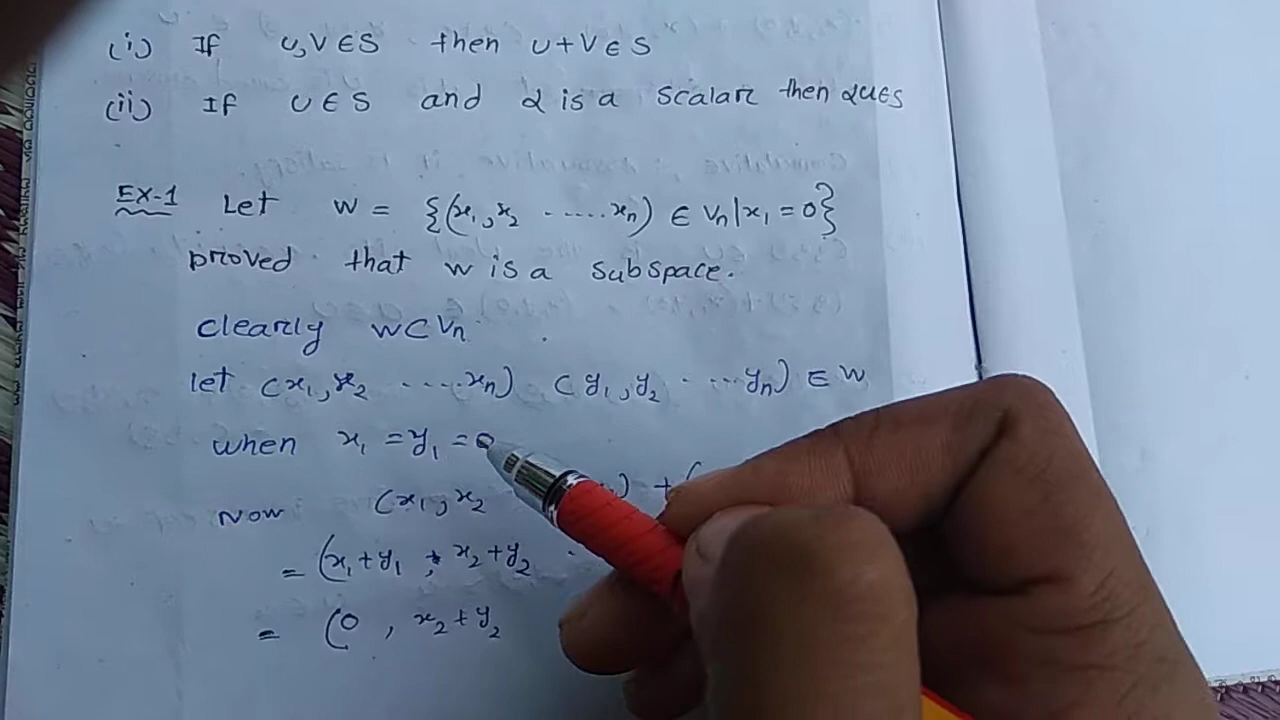 (i) If U,V ∈ S then U+V ∈ S
(ii) If U ∈ S and α is a scalar then αu∈S
EX-1 Let W = {(x₁,x₂ ..... xₙ) ∈ Vₙ|x₁=0}
proved that W is a subspace.
clearly W⊂Vₙ
let (x₁,x₂ .....xₙ) (y₁,y₂ .....yₙ) ∈ W
when x₁ = y₁ = 0
Now (x₁,x₂ ) + (
= (x₁+y₁ , x₂+y₂
= (0 , x₂+y₂